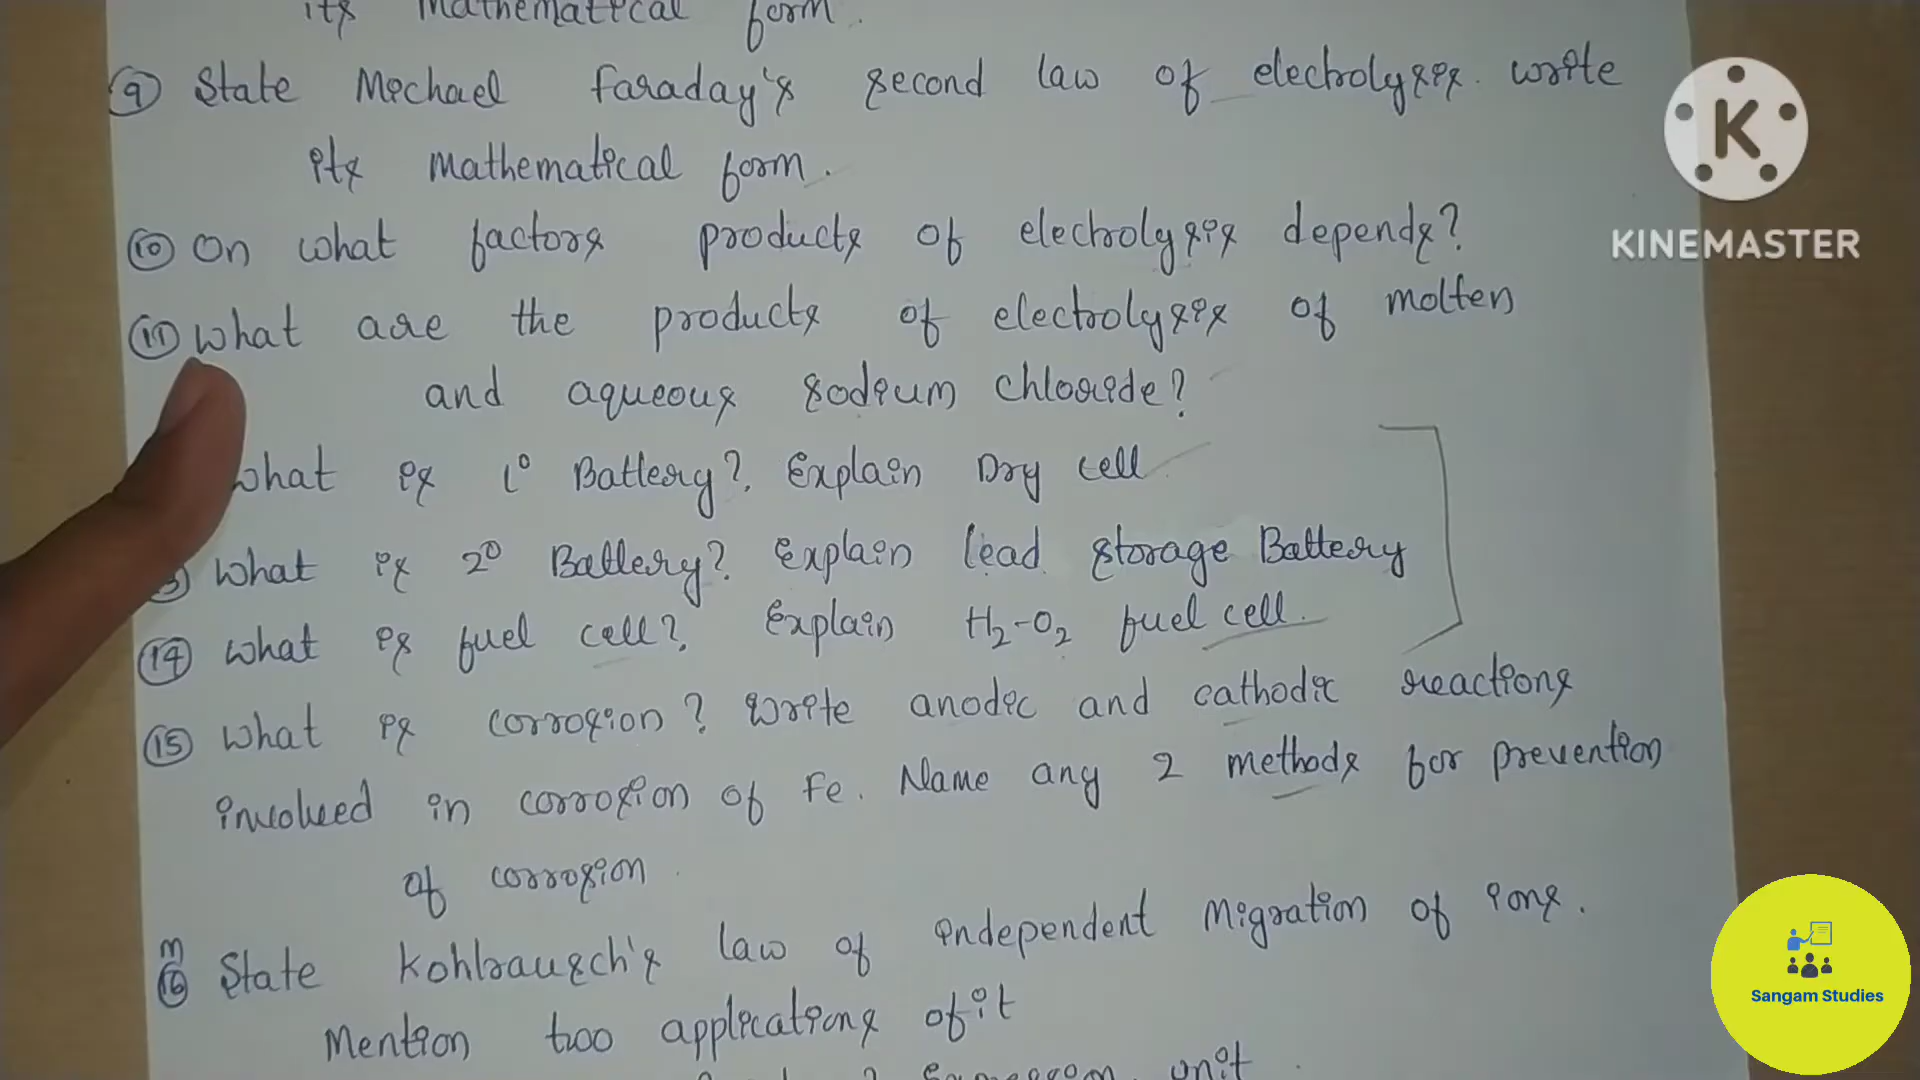 its Mathematical form.
(9) State Michael Faraday's second law of electrolysis. write
its Mathematical form.
(10) On what factors products of electrolysis depends?
(11) What are the products of electrolysis of molten
and aqueous sodium chloride?
What is 1° Battery?. Explain Dry cell
What is 2° Battery? Explain lead storage Battery
(14) What is fuel cell?. Explain H2-O2 fuel cell.
(15) What is corrosion? Write anodic and cathodic reactions
involved in corrosion of Fe. Name any 2 methods for prevention
of corrosion.
m
(16) State Kohlrausch's law of independent Migration of ions.
Mention two applications of it
unit
K
KINEMASTER
Sangam Studies